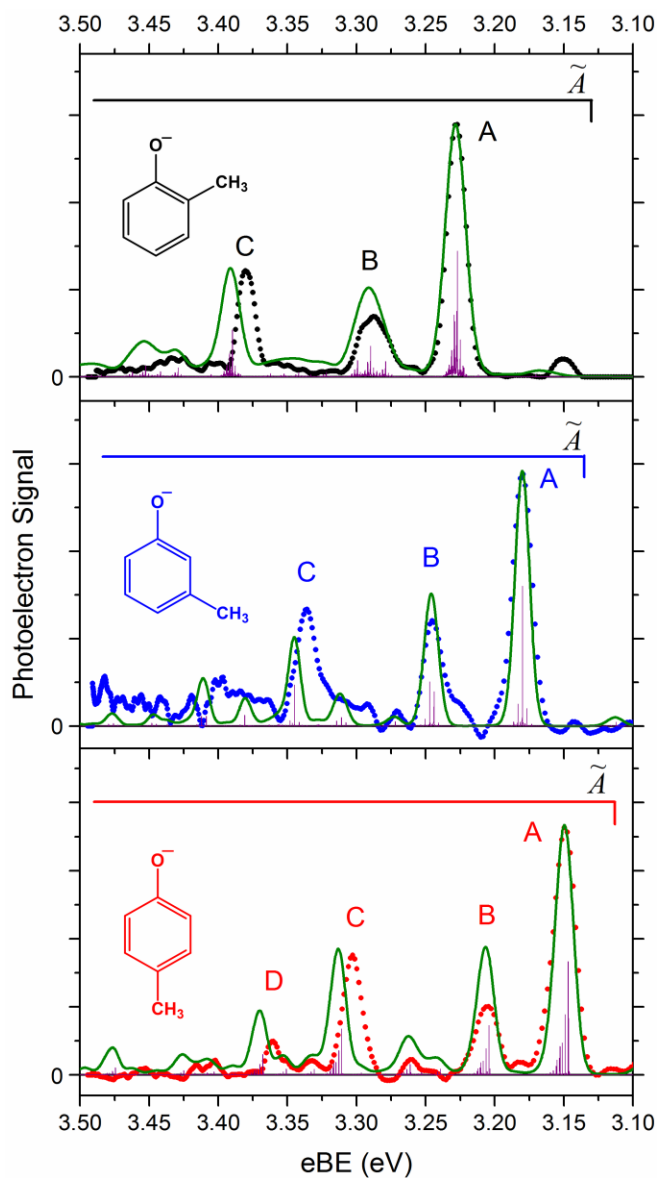 3.50 3.45 3.40 3.35 3.30 3.25 3.20 3.15 3.10
Ã
A
O⁻
CH₃
C
B
0
Ã
A
O⁻
CH₃
C
B
0
Photoelectron Signal
Ã
A
O⁻
CH₃
C
B
D
0
3.50 3.45 3.40 3.35 3.30 3.25 3.20 3.15 3.10
eBE (eV)